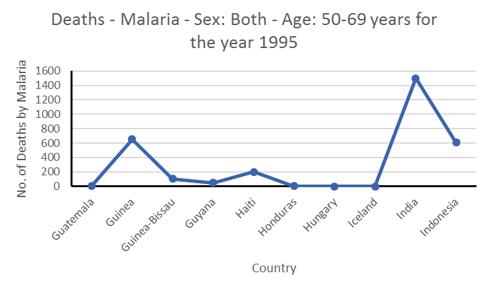 Deaths - Malaria - Sex: Both - Age: 50-69 years for
the year 1995
No. of Deaths by Malaria
1600
1400
1200
1000
800
600
400
200
0
Guatemala
Guinea
Guinea-Bissau
Guyana
Haiti
Honduras
Hungary
Iceland
India
Indonesia
Country